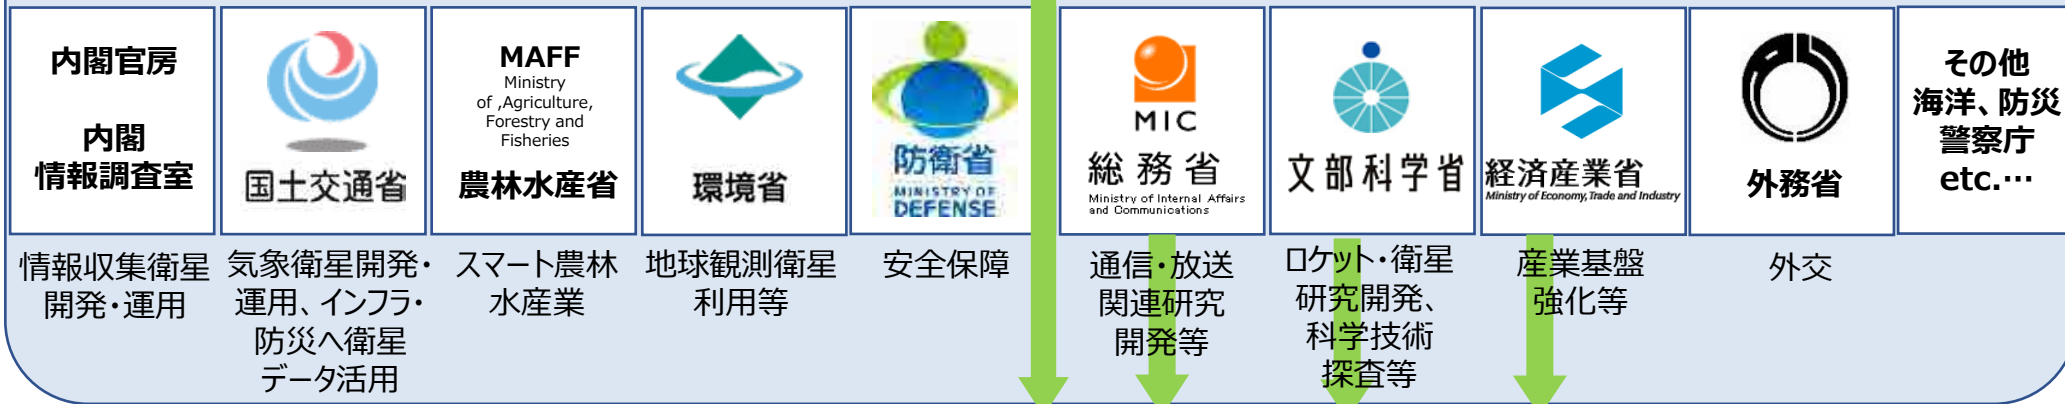 内閣官房
内閣
情報調査室
国土交通省
MAFF
Ministry
of ,Agriculture,
Forestry and
Fisheries
農林水産省
環境省
防衛省
MINISTRY OF
DEFENSE
MIC
総務省
Ministry of Internal Affairs
and Communications
文部科学省
経済産業省
Ministry of Economy, Trade and Industry
外務省
その他
海洋、防災
警察庁
etc.…
情報収集衛星
開発・運用
気象衛星開発・
運用、インフラ・
防災へ衛星
データ活用
スマート農林
水産業
地球観測衛星
利用等
安全保障
通信・放送
関連研究
開発等
ロケット・衛星
研究開発、
科学技術
探査等
産業基盤
強化等
外交